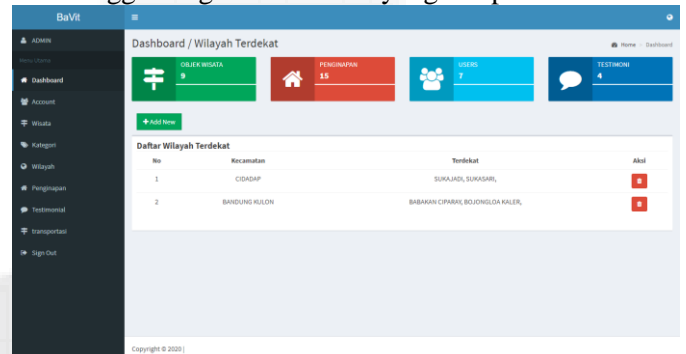 BaVit
ADMIN
Menu Utama
Dashboard
Account
Wisata
Kategori
Wilayah
Penginapan
Testimonial
transportasi
Sign Out
Dashboard / Wilayah Terdekat
Home > Dashboard
OBJEK WISATA
9
PENGINAPAN
15
USERS
7
TESTIMONI
4
+Add New
Daftar Wilayah Terdekat
No Kecamatan Terdekat Aksi
1 CIDADAP SUKAJADI, SUKASARI,
2 BANDUNG KULON BABAKAN CIPARAY, BOJONGLOA KALER,
Copyright © 2020 |